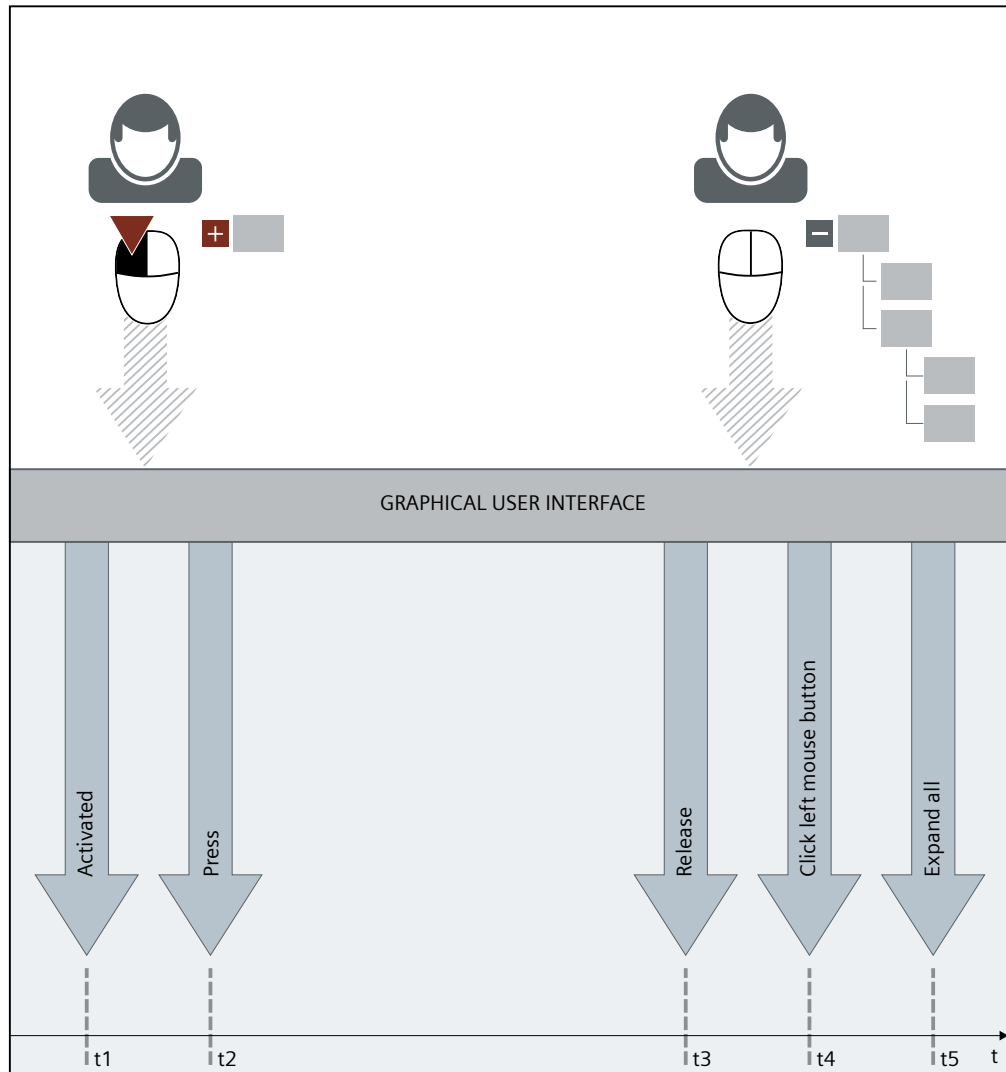 GRAPHICAL USER INTERFACE
Activated
Press
Release
Click left mouse button
Expand all
t1
t2
t3
t4
t5
t